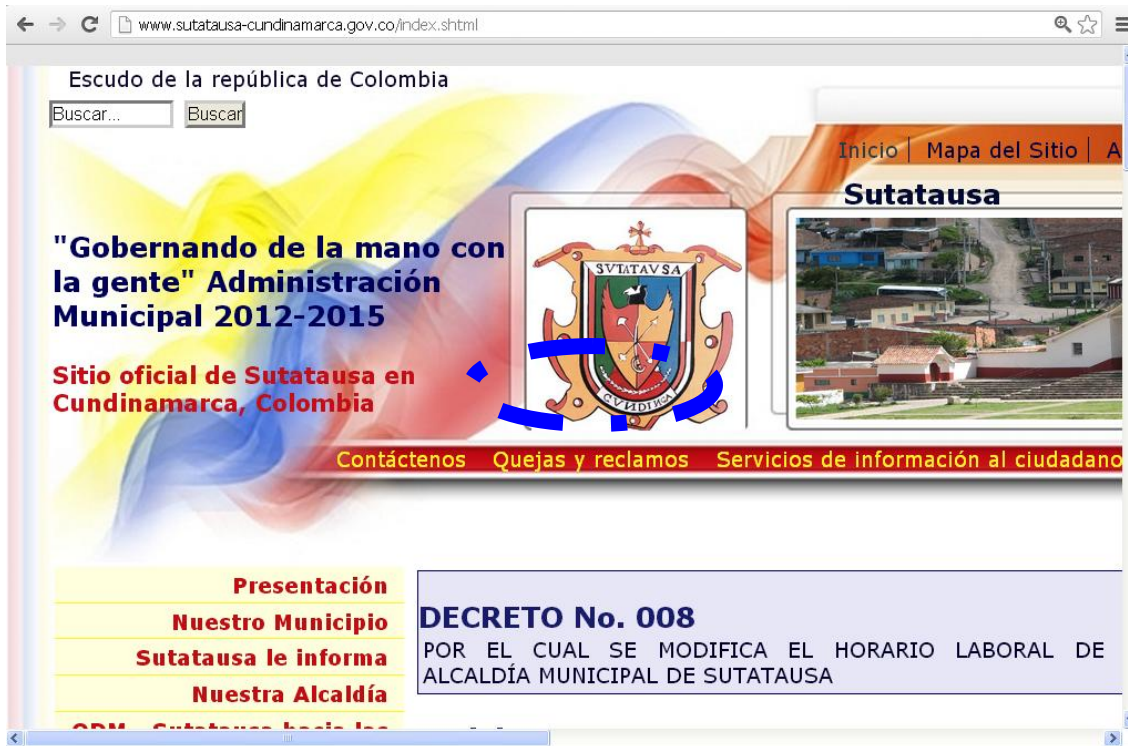 www.sutatausa-cundinamarca.gov.co/index.shtml
Escudo de la república de Colombia
Buscar... Buscar
Inicio | Mapa del Sitio | A
Sutatausa
"Gobernando de la mano con
la gente" Administración
Municipal 2012-2015
SVTATAVSA
Sitio oficial de Sutatausa en
Cundinamarca, Colombia
Contáctenos Quejas y reclamos Servicios de información al ciudadano
Presentación
Nuestro Municipio
Sutatausa le informa
Nuestra Alcaldía
DECRETO No. 008
POR EL CUAL SE MODIFICA EL HORARIO LABORAL DE
ALCALDÍA MUNICIPAL DE SUTATAUSA